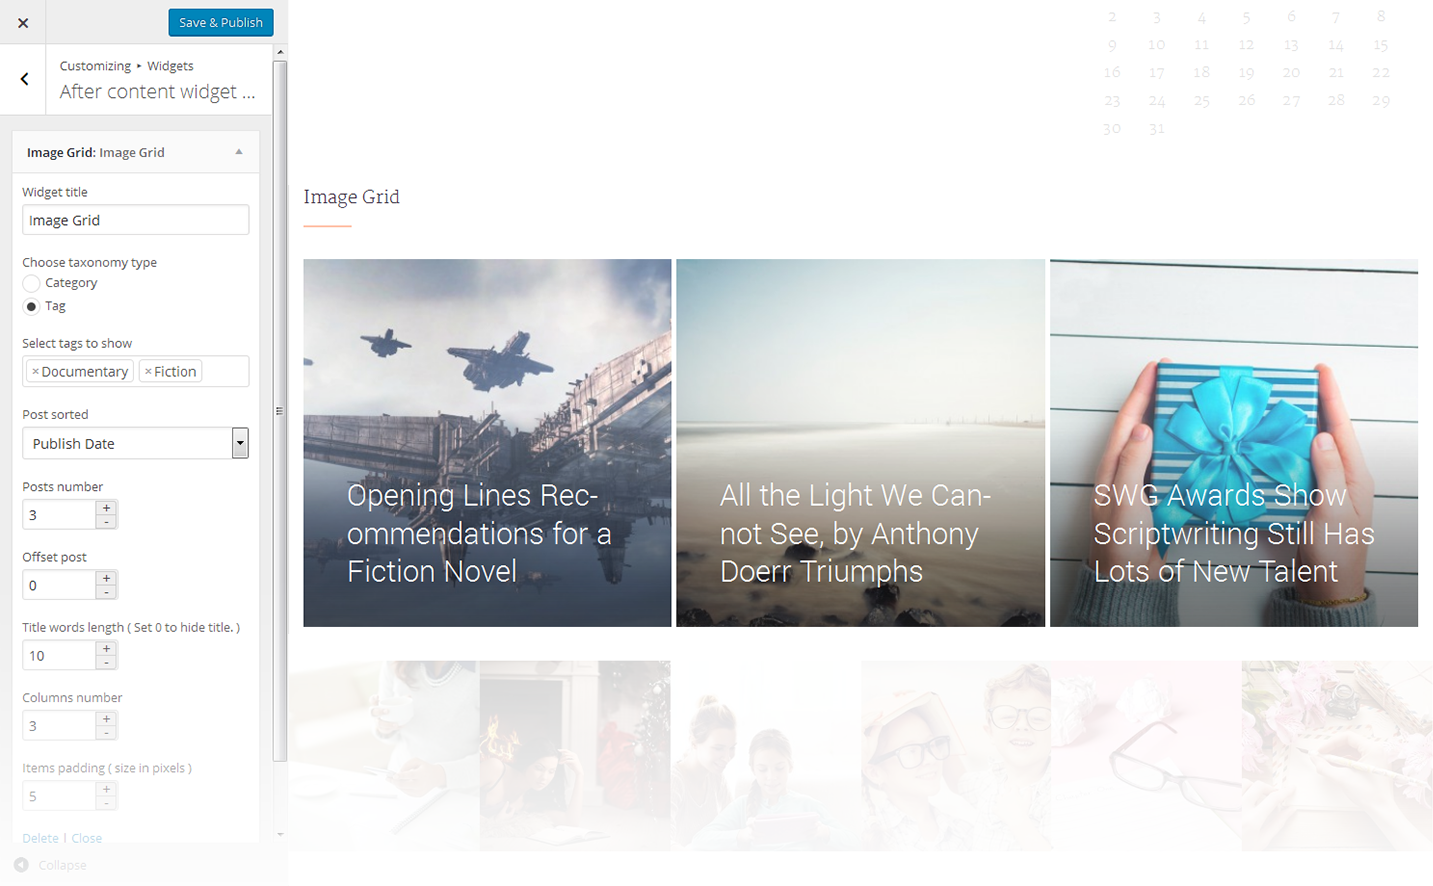 Save & Publish
Customizing ▸ Widgets
After content widget ...
Image Grid: Image Grid
Widget title
Image Grid
Choose taxonomy type
Category
Tag
Select tags to show
× Documentary × Fiction
Post sorted
Publish Date
Posts number
3
+
-
Offset post
0
+
-
Title words length ( Set 0 to hide title. )
10
+
-
Columns number
3
+
-
Items padding ( size in pixels )
5
+
-
Delete | Close
Collapse
2 3 4 5 6 7 8
9 10 11 12 13 14 15
16 17 18 19 20 21 22
23 24 25 26 27 28 29
30 31
Image Grid
Opening Lines Rec-
ommendations for a
Fiction Novel
All the Light We Can-
not See, by Anthony
Doerr Triumphs
SWG Awards Show
Scriptwriting Still Has
Lots of New Talent